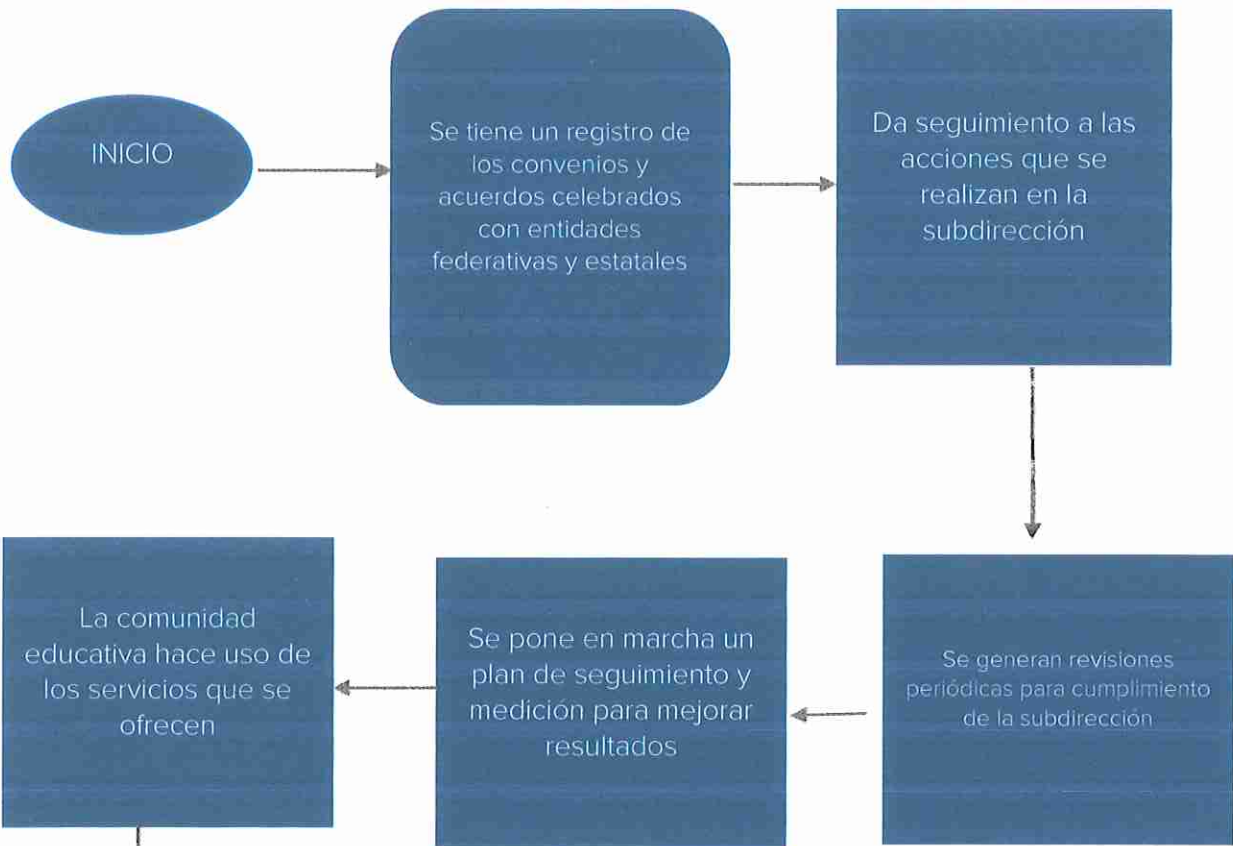 INICIO
Se tiene un registro de
los convenios y
acuerdos celebrados
con entidades
federativas y estatales
Da seguimiento a las
acciones que se
realizan en la
subdirección
Se generan revisiones
periódicas para cumplimiento
de la subdirección
Se pone en marcha un
plan de seguimiento y
medición para mejorar
resultados
La comunidad
educativa hace uso de
los servicios que se
ofrecen